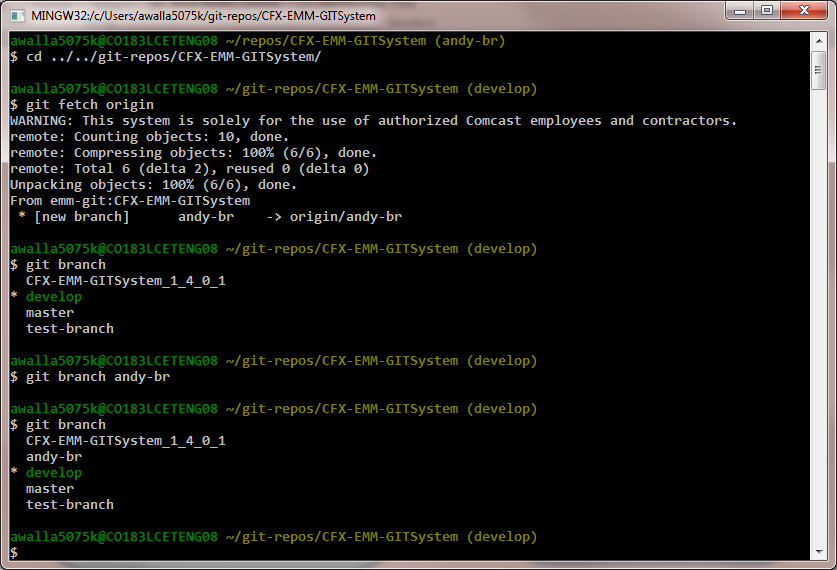 MINGW32:/c/Users/awalla5075k/git-repos/CFX-EMM-GITSystem
awalla5075k@CO183LCETENG08 ~/repos/CFX-EMM-GITSystem (andy-br)
$ cd ../../git-repos/CFX-EMM-GITSystem/
awalla5075k@CO183LCETENG08 ~/git-repos/CFX-EMM-GITSystem (develop)
$ git fetch origin
WARNING: This system is solely for the use of authorized Comcast employees and contractors.
remote: Counting objects: 10, done.
remote: Compressing objects: 100% (6/6), done.
remote: Total 6 (delta 2), reused 0 (delta 0)
Unpacking objects: 100% (6/6), done.
From emm-git:CFX-EMM-GITSystem
 * [new branch]      andy-br    -> origin/andy-br
awalla5075k@CO183LCETENG08 ~/git-repos/CFX-EMM-GITSystem (develop)
$ git branch
  CFX-EMM-GITSystem_1_4_0_1
* develop
  master
  test-branch
awalla5075k@CO183LCETENG08 ~/git-repos/CFX-EMM-GITSystem (develop)
$ git branch andy-br
awalla5075k@CO183LCETENG08 ~/git-repos/CFX-EMM-GITSystem (develop)
$ git branch
  CFX-EMM-GITSystem_1_4_0_1
  andy-br
* develop
  master
  test-branch
awalla5075k@CO183LCETENG08 ~/git-repos/CFX-EMM-GITSystem (develop)
$